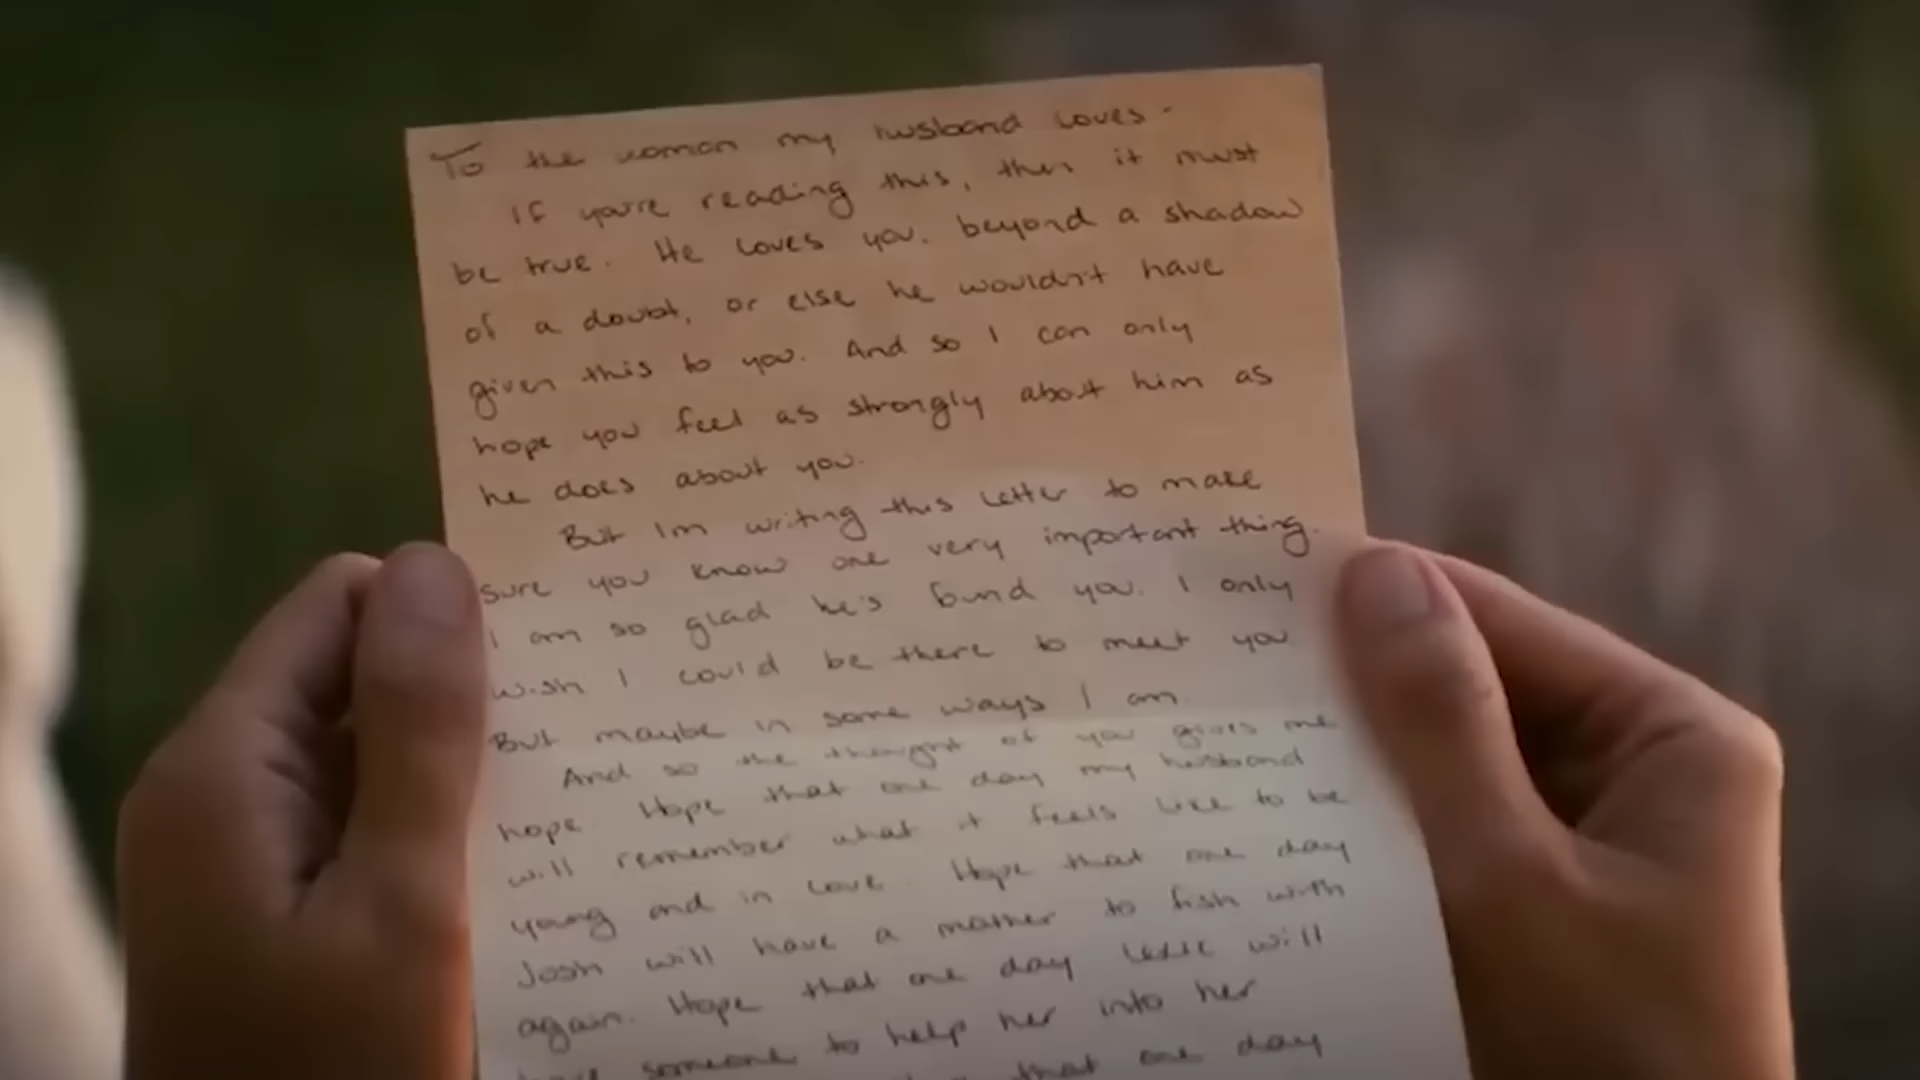 To the woman my husband loves-
If you're reading this, then it must
be true. He loves you. beyond a shadow
of a doubt, or else he wouldn't have
given this to you. And so I can only
hope you feel as strongly about him as
he does about you.
But Im writing this letter to make
sure you know one very important thing.
I am so glad he's found you. I only
wish I could be there to meet you
But maybe in some ways I am.
And so the thought of you gives me
hope. Hope that one day my husband
will remember what it feels like to be
young and in love. Hope that one day
Josh will have a mother to fish with
again. Hope that one day Lexie will
have someone to help her into her
that one day